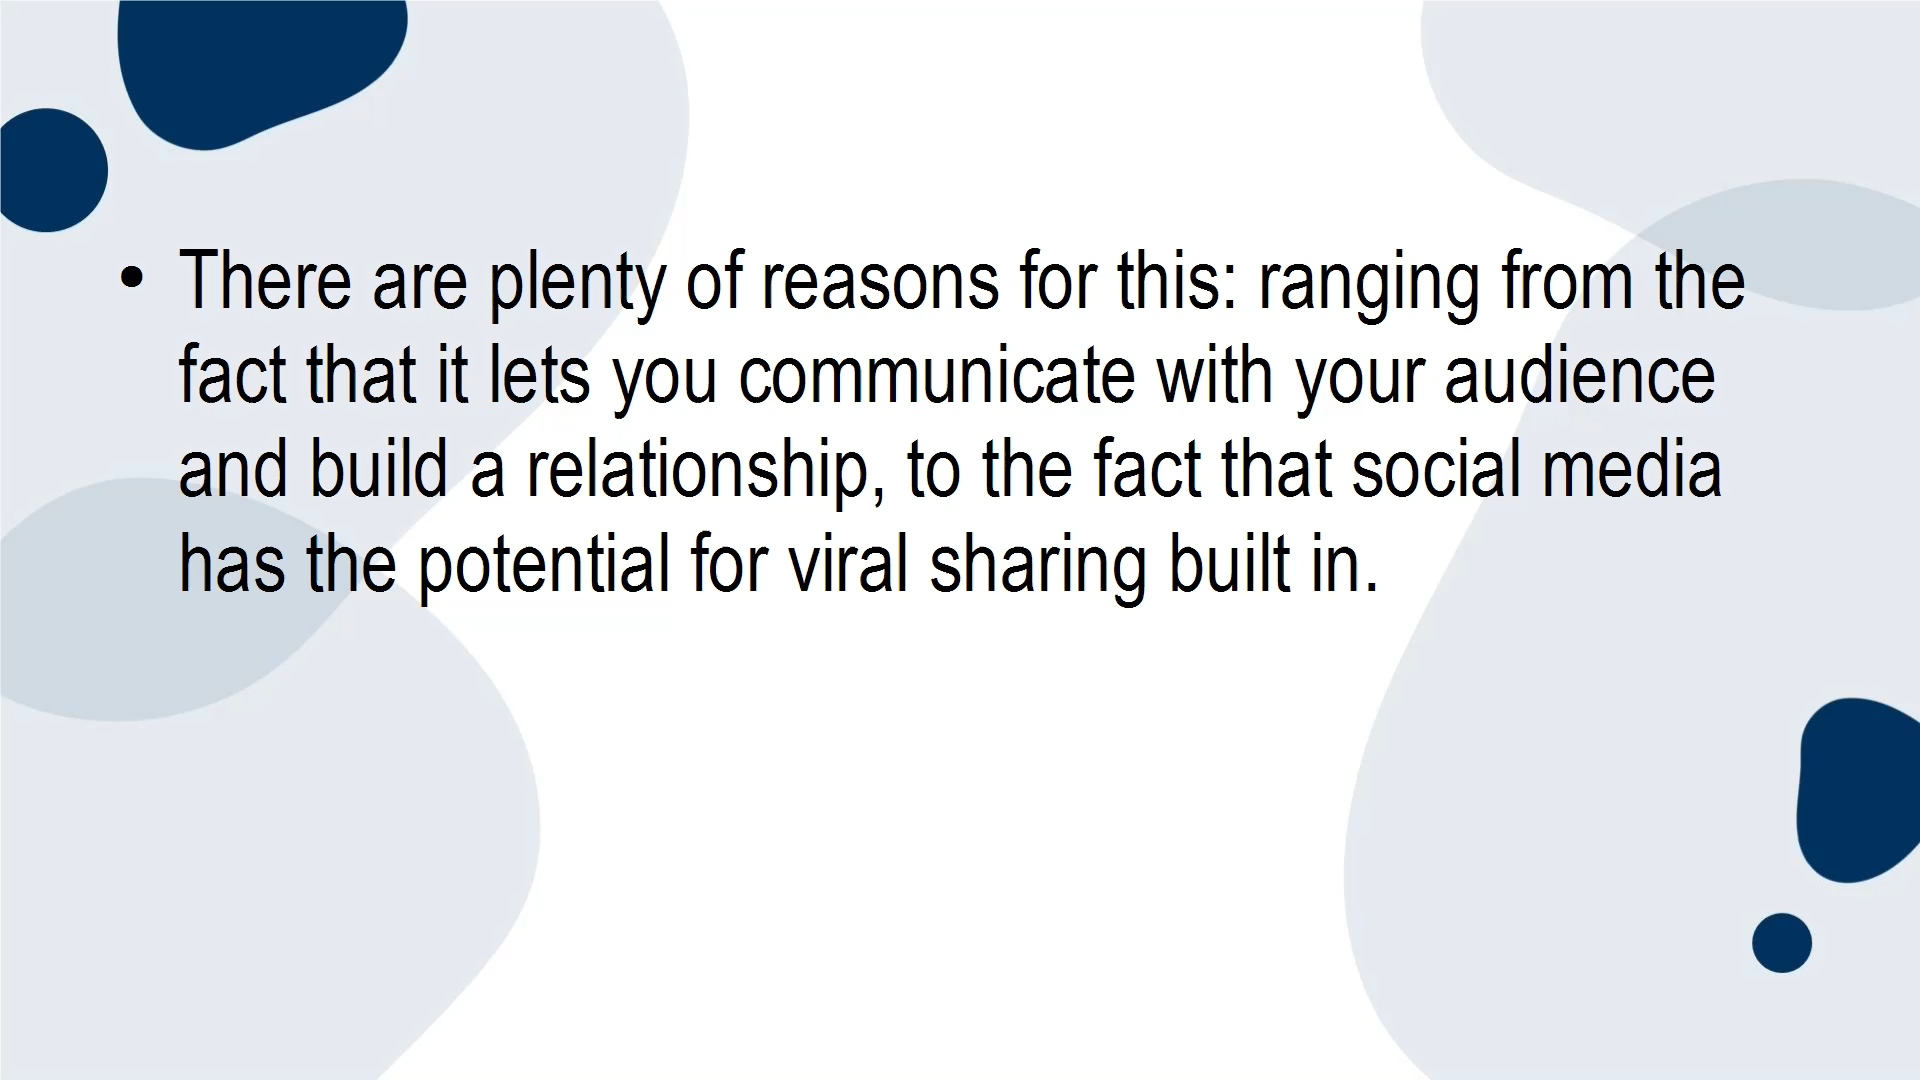 • There are plenty of reasons for this: ranging from the
fact that it lets you communicate with your audience
and build a relationship, to the fact that social media
has the potential for viral sharing built in.